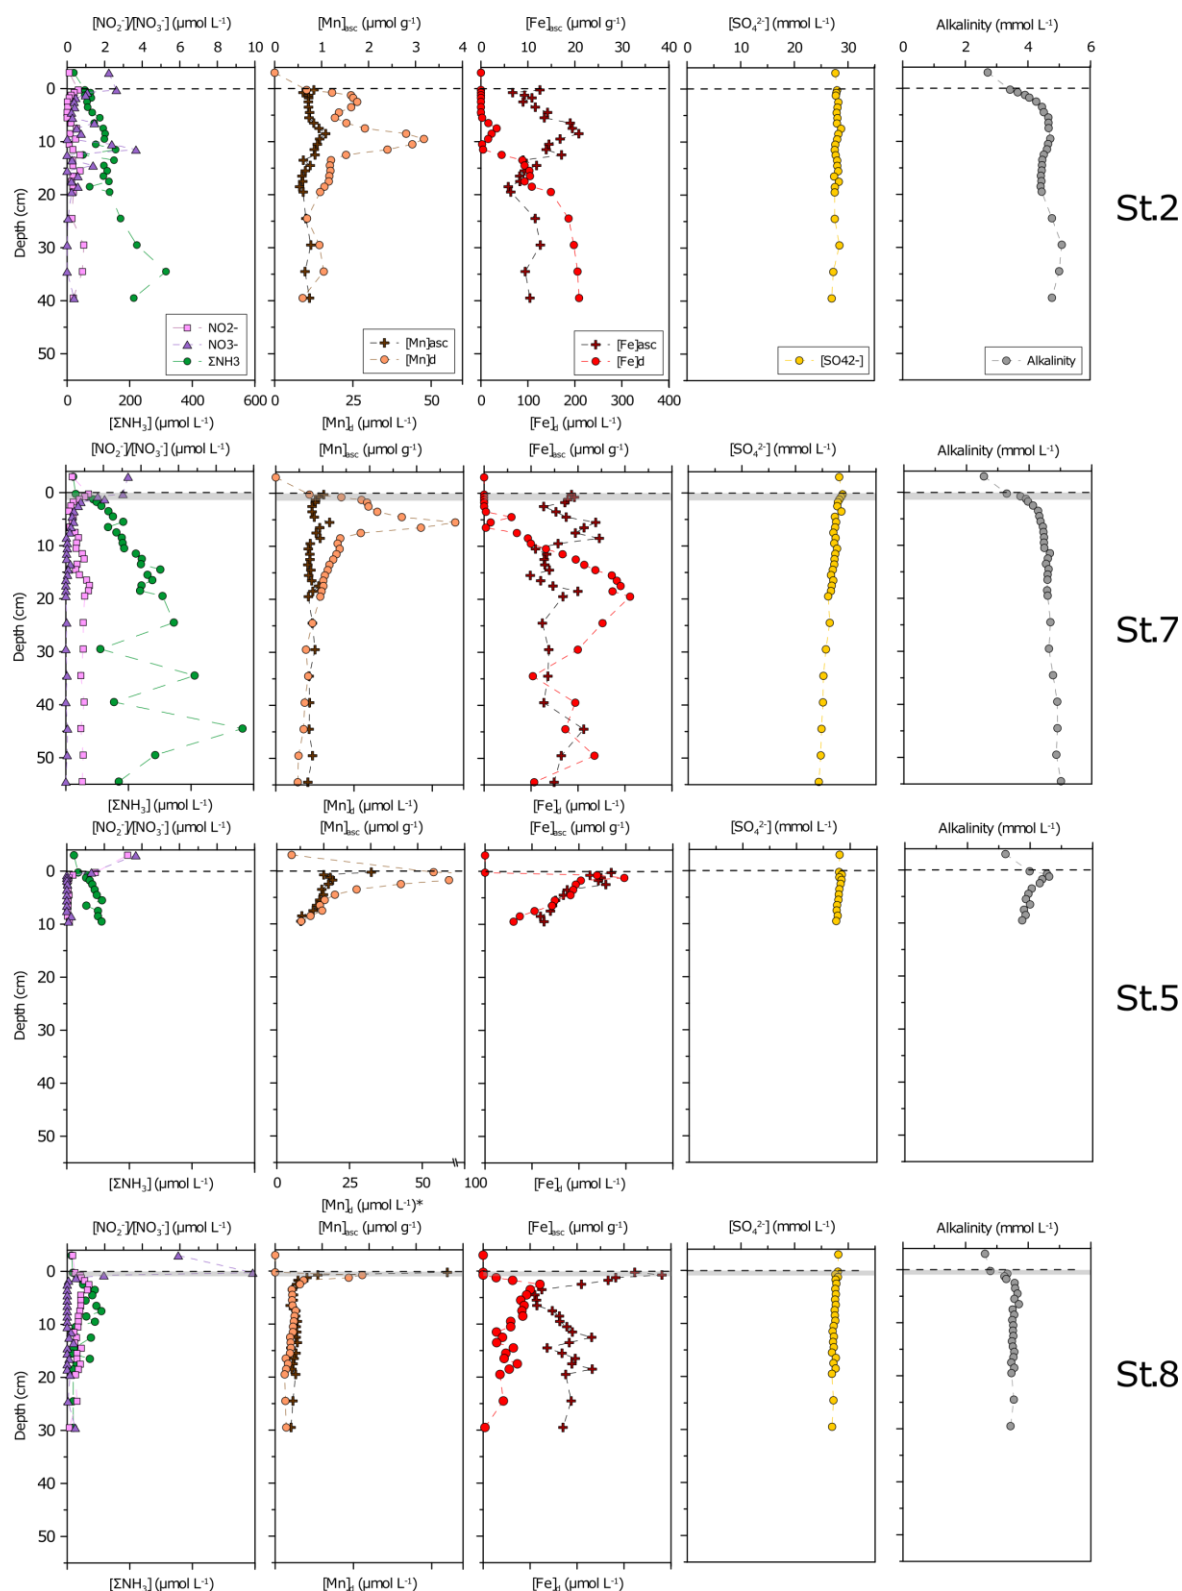 [NO₂⁻]/[NO₃⁻] (µmol L⁻¹) [Mn]asc (µmol g⁻¹) [Fe]asc (µmol g⁻¹) [SO₄²⁻] (mmol L⁻¹) Alkalinity (mmol L⁻¹)
0 2 4 6 8 10 0 1 2 3 4 0 10 20 30 40 0 10 20 30 0 2 4 6
0
10
20
30
40
50
Depth (cm)
NO2-
NO3-
ΣNH3
[Mn]asc
[Mn]d
[Fe]asc
[Fe]d
[SO42-]
Alkalinity
St.2
0 200 400 600 0 50 0 100 200 300 400
[ΣNH₃] (µmol L⁻¹) [Mn]d (µmol L⁻¹) [Fe]d (µmol L⁻¹)
[NO₂⁻]/[NO₃⁻] (µmol L⁻¹) [Mn]asc (µmol g⁻¹) [Fe]asc (µmol g⁻¹) [SO₄²⁻] (mmol L⁻¹) Alkalinity (mmol L⁻¹)
0
10
20
30
40
50
Depth (cm)
St.7
[ΣNH₃] (µmol L⁻¹) [Mn]d (µmol L⁻¹) [Fe]d (µmol L⁻¹)
[NO₂⁻]/[NO₃⁻] (µmol L⁻¹) [Mn]asc (µmol g⁻¹) [Fe]asc (µmol g⁻¹) [SO₄²⁻] (mmol L⁻¹) Alkalinity (mmol L⁻¹)
0
10
20
30
40
50
Depth (cm)
St.5
0 25 50 100
[ΣNH₃] (µmol L⁻¹) [Mn]d (µmol L⁻¹)* [Fe]d (µmol L⁻¹)
[NO₂⁻]/[NO₃⁻] (µmol L⁻¹) [Mn]asc (µmol g⁻¹) [Fe]asc (µmol g⁻¹) [SO₄²⁻] (mmol L⁻¹) Alkalinity (mmol L⁻¹)
0
10
20
30
40
50
Depth (cm)
St.8
[ΣNH₃] (µmol L⁻¹) [Mn]d (µmol L⁻¹) [Fe]d (µmol L⁻¹)